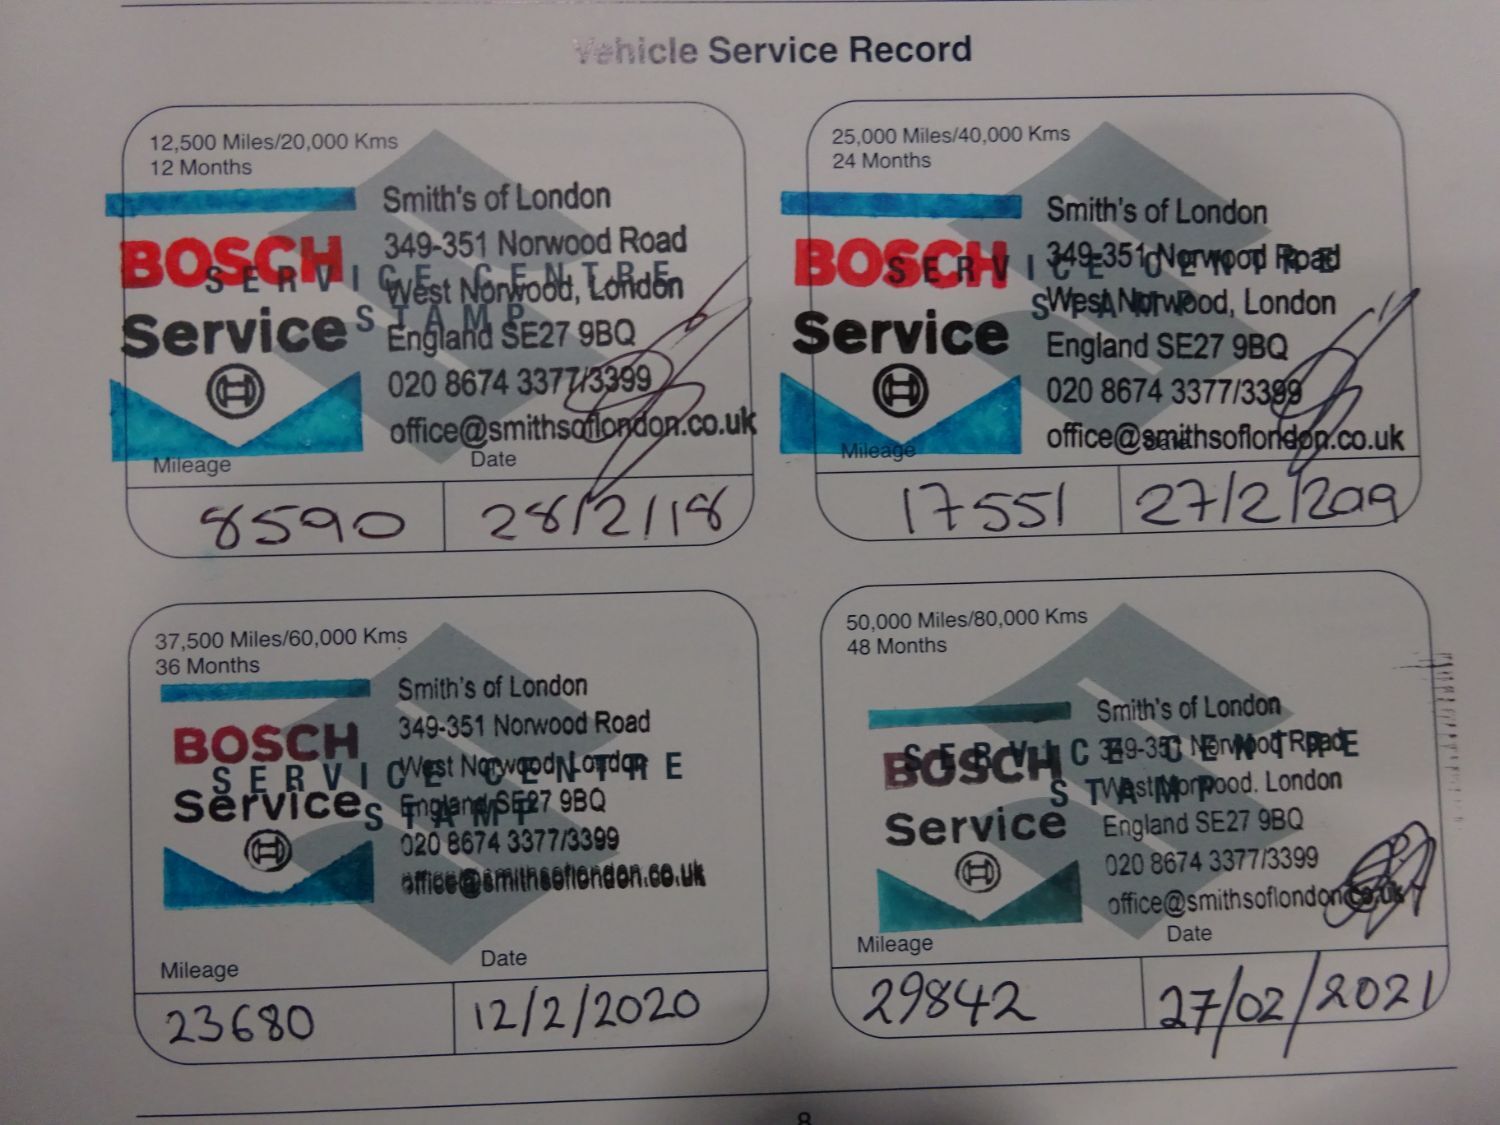 Vehicle Service Record
12,500 Miles/20,000 Kms
12 Months
BOSCH
Service
Smith's of London
349-351 Norwood Road
West Norwood, London
England SE27 9BQ
020 8674 3377/3399
office@smithsoflondon.co.uk
SERVICE CENTRE
STAMP
Mileage
Date
8590
28/2/18
25,000 Miles/40,000 Kms
24 Months
BOSCH
Service
Smith's of London
349-351 Norwood Road
West Norwood, London
England SE27 9BQ
020 8674 3377/3399
office@smithsoflondon.co.uk
SERVICE CENTRE
STAMP
Mileage
Date
17551
27/2/2019
37,500 Miles/60,000 Kms
36 Months
BOSCH
Service
Smith's of London
349-351 Norwood Road
West Norwood, London
England SE27 9BQ
020 8674 3377/3399
office@smithsoflondon.co.uk
SERVICE CENTRE
STAMP
Mileage
Date
23680
12/2/2020
50,000 Miles/80,000 Kms
48 Months
BOSCH
Service
Smith's of London
349-351 Norwood Road
West Norwood. London
England SE27 9BQ
020 8674 3377/3399
office@smithsoflondon.co.uk
SERVICE CENTRE
STAMP
Mileage
Date
29842
27/02/2021
8